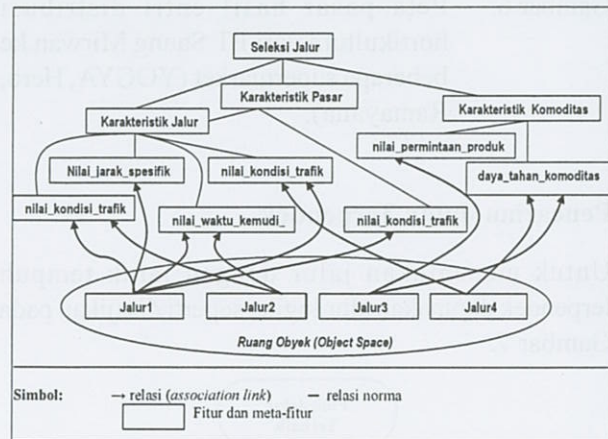 Seleksi Jalur
Karakteristik Pasar
Karakteristik Jalur
Karakteristik Komoditas
nilai_permintaan_produk
Nilai_jarak_spesifik
nilai_kondisi_trafik
daya_tahan_komoditas
nilai_kondisi_trafik
nilai_waktu_kemudi_
nilai_kondisi_trafik
Jalur1
Jalur2
Jalur3
Jalur4
Ruang Obyek (Object Space)
Simbol: → relasi (association link) – relasi norma
Fitur dan meta-fitur